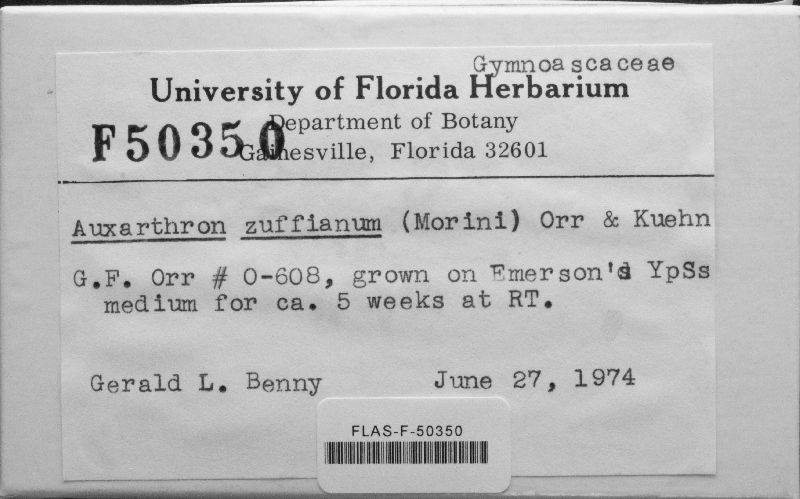 Gymnoascaceae
University of Florida Herbarium
Department of Botany
F50350
Gainesville, Florida 32601
Auxarthron zuffianum (Morini) Orr & Kuehn
G.F. Orr # O-608, grown on Emerson's YpSs
medium for ca. 5 weeks at RT.
Gerald L. Benny June 27, 1974
FLAS-F-50350